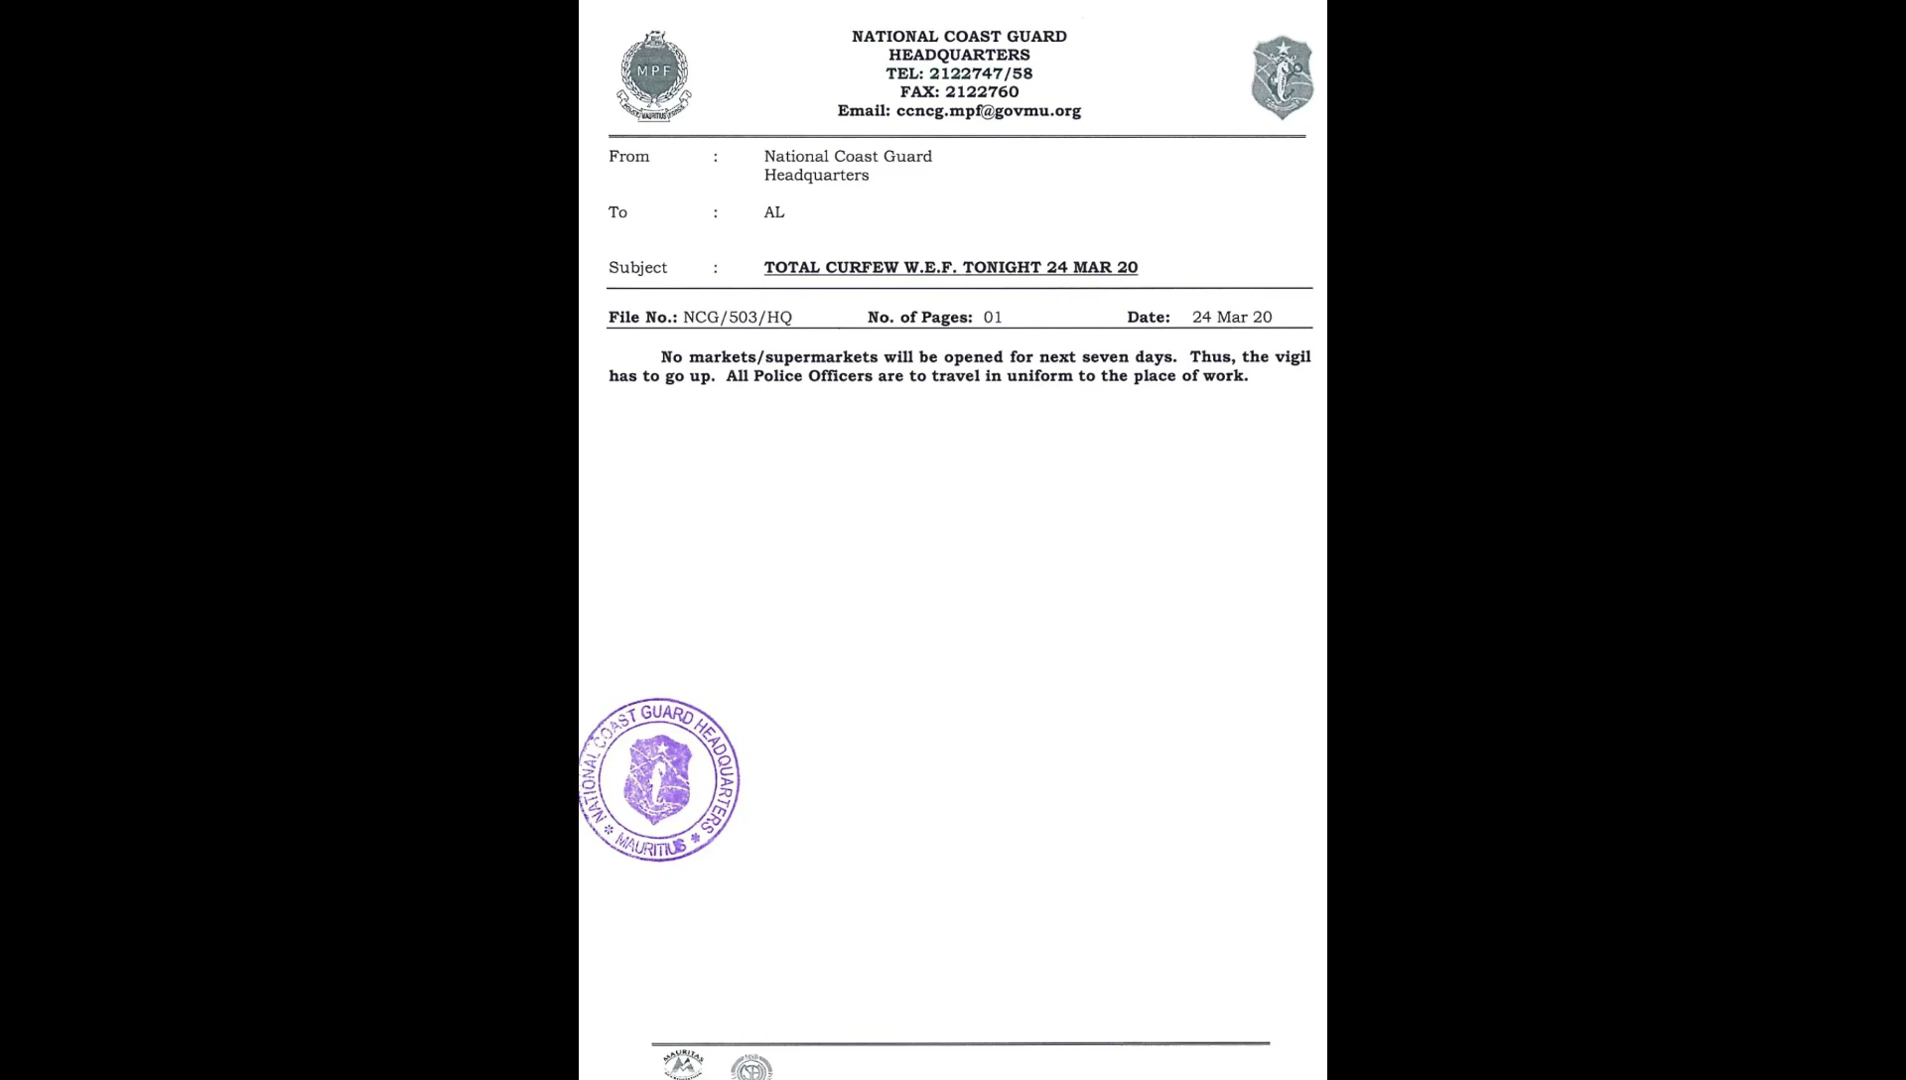 NATIONAL COAST GUARD
HEADQUARTERS
TEL: 2122747/58
FAX: 2122760
Email: ccncg.mpf@govmu.org
MPF
From : National Coast Guard
Headquarters
To : AL
Subject : TOTAL CURFEW W.E.F. TONIGHT 24 MAR 20
File No.: NCG/503/HQ No. of Pages: 01 Date: 24 Mar 20
No markets/supermarkets will be opened for next seven days. Thus, the vigil
has to go up. All Police Officers are to travel in uniform to the place of work.
NATIONAL COAST GUARD HEADQUARTERS
* MAURITIUS *
MAURITAS